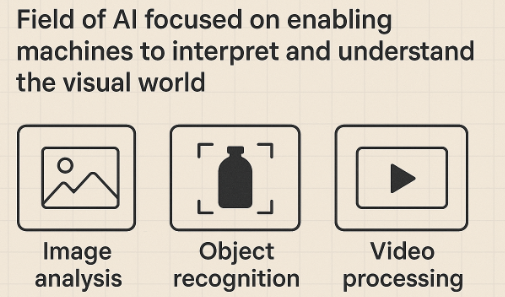 Field of AI focused on enabling
machines to interpret and understand
the visual world
Image
analysis
Object
recognition
Video
processing